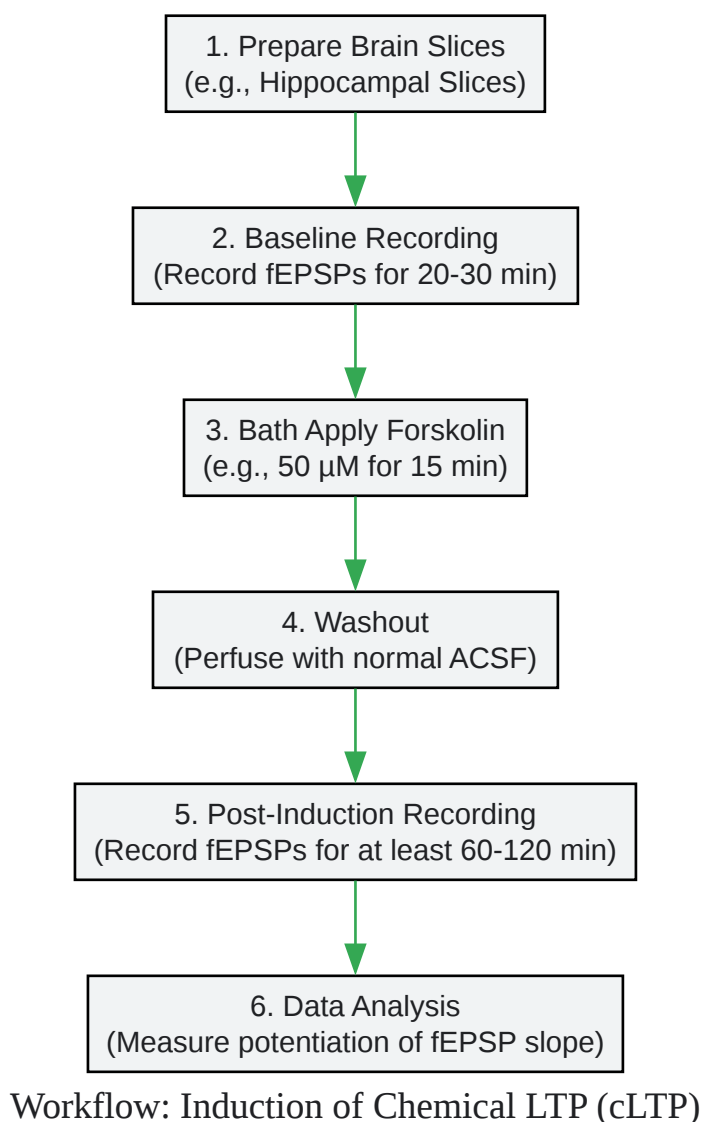 1. Prepare Brain Slices
(e.g., Hippocampal Slices)
2. Baseline Recording
(Record fEPSPs for 20-30 min)
3. Bath Apply Forskolin
(e.g., 50 µM for 15 min)
4. Washout
(Perfuse with normal ACSF)
5. Post-Induction Recording
(Record fEPSPs for at least 60-120 min)
6. Data Analysis
(Measure potentiation of fEPSP slope)
Workflow: Induction of Chemical LTP (cLTP)